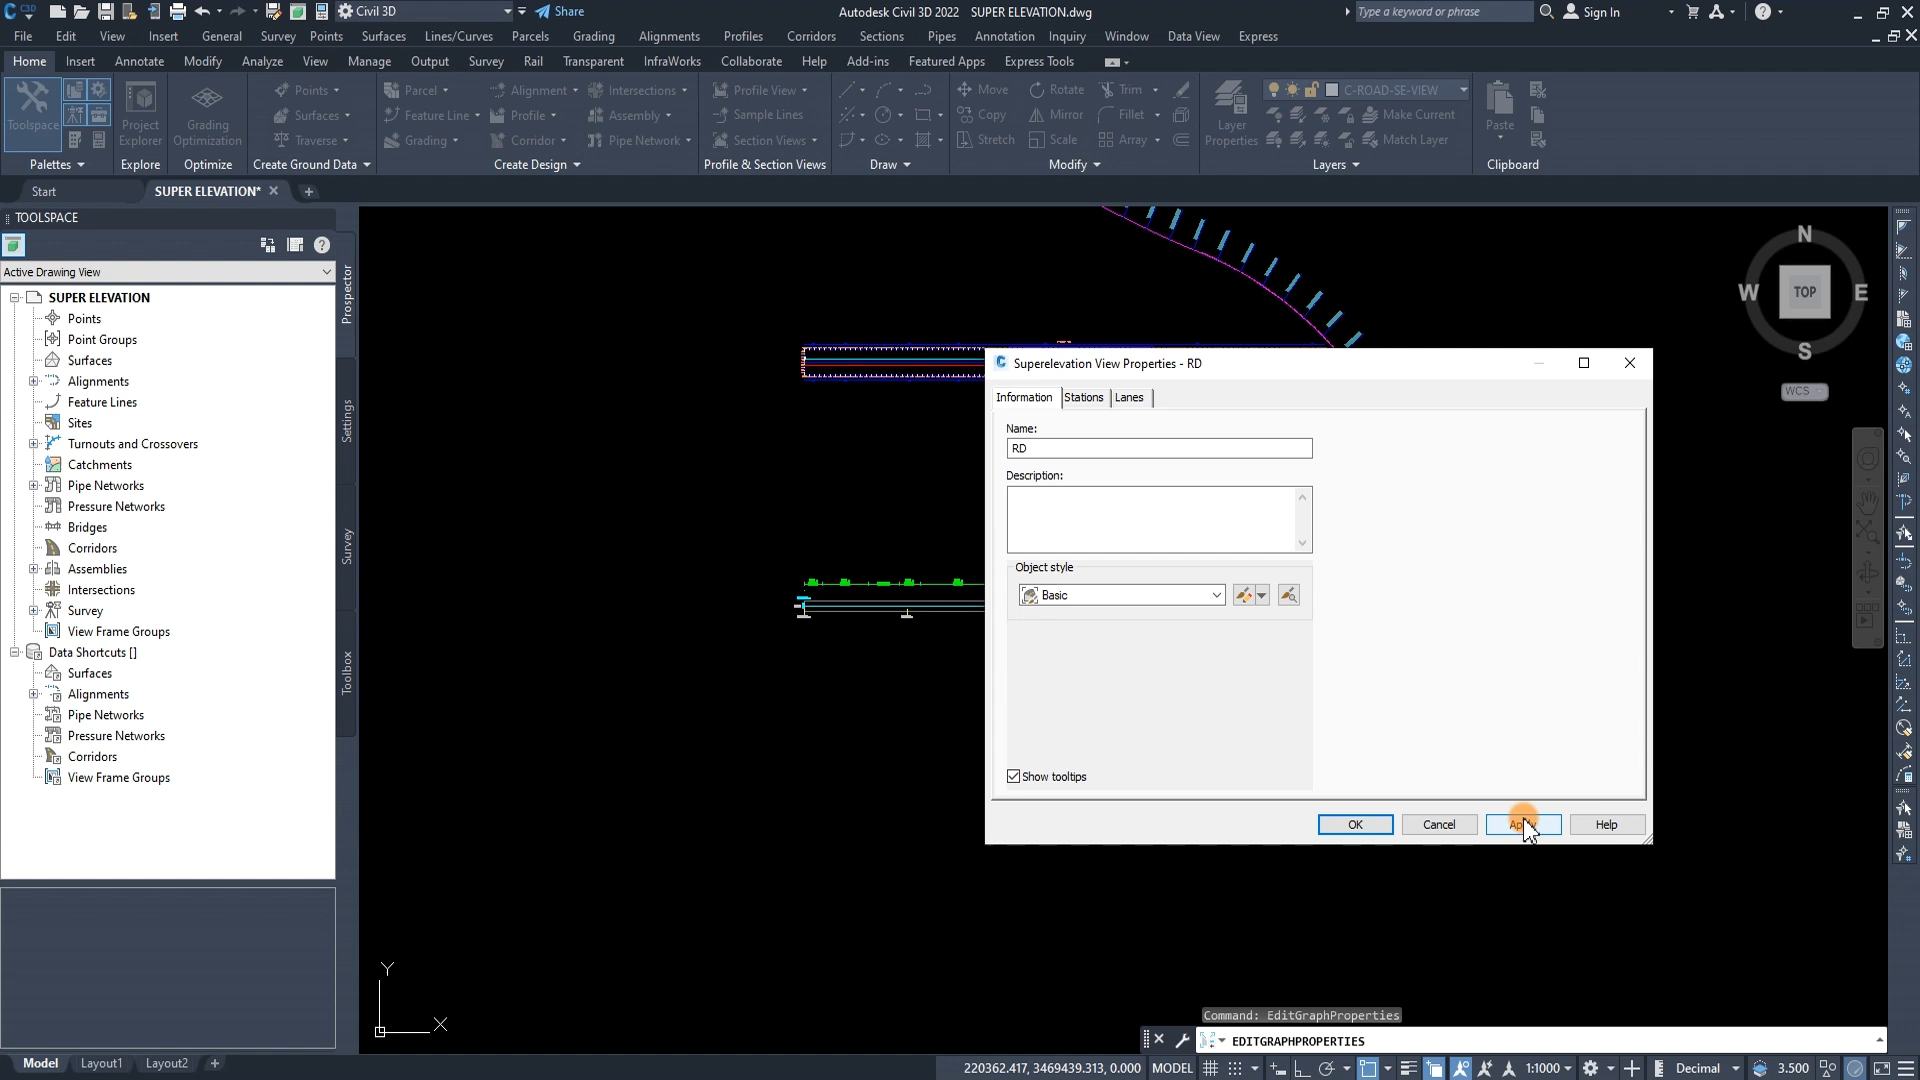 Civil 3D Share Autodesk Civil 3D 2022 SUPER ELEVATION.dwg Type a keyword or phrase Sign In
File Edit View Insert General Survey Points Surfaces Lines/Curves Parcels Grading Alignments Profiles Corridors Sections Pipes Annotation Inquiry Window Data View Express
Home Insert Annotate Modify Analyze View Manage Output Survey Rail Transparent InfraWorks Collaborate Help Add-ins Featured Apps Express Tools
Points Parcel Alignment Intersections Profile View Move Rotate Trim C-ROAD-SE-VIEW
Toolspace Project Explorer Grading Optimization Surfaces Feature Line Profile Assembly Sample Lines Copy Mirror Fillet Layer Properties Make Current Paste
Traverse Grading Corridor Pipe Network Section Views Stretch Scale Array Match Layer
Palettes Explore Optimize Create Ground Data Create Design Profile & Section Views Draw Modify Layers Clipboard
Start SUPER ELEVATION*
TOOLSPACE
Active Drawing View
SUPER ELEVATION
Points
Point Groups
Surfaces
Alignments
Feature Lines
Sites
Turnouts and Crossovers
Catchments
Pipe Networks
Pressure Networks
Bridges
Corridors
Assemblies
Intersections
Survey
View Frame Groups
Data Shortcuts []
Surfaces
Alignments
Pipe Networks
Pressure Networks
Corridors
View Frame Groups
Prospector
Settings
Survey
Toolbox
N
W TOP E
S
WCS
Superelevation View Properties - RD
Information Stations Lanes
Name:
RD
Description:
Object style
Basic
Show tooltips
OK Cancel Help
Y
X
Command: EditGraphProperties
EDITGRAPHPROPERTIES
Model Layout1 Layout2
220362.417, 3469439.313, 0.000 MODEL 1:1000 Decimal 3.500